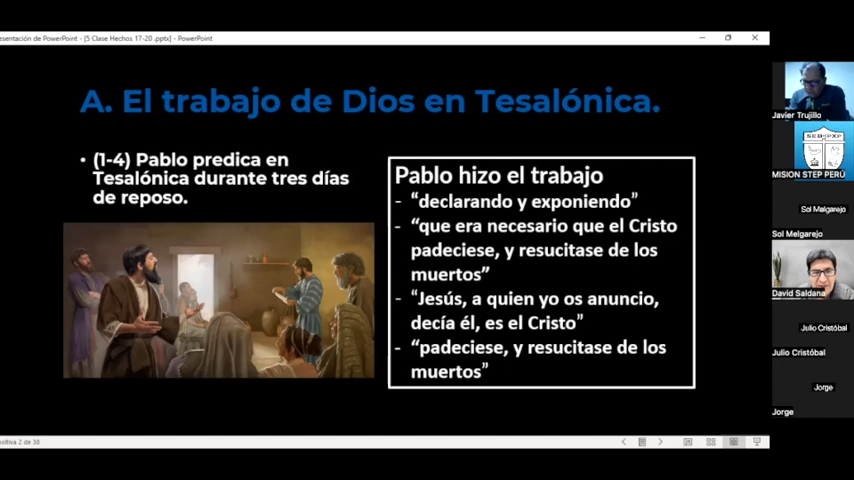 esentación de PowerPoint - [5 Clase Hechos 17-20 .pptx] - PowerPoint
A. El trabajo de Dios en Tesalónica.
• (1-4) Pablo predica en
Tesalónica durante tres días
de reposo.
Pablo hizo el trabajo
- “declarando y exponiendo”
- “que era necesario que el Cristo
padeciese, y resucitase de los
muertos”
- “Jesús, a quien yo os anuncio,
decía él, es el Cristo”
- “padeciese, y resucitase de los
muertos”
ositiva 2 de 38
Javier Trujillo
MISION STEP PERÚ
Sol Malgarejo
Sol Melgarejo
David Saldana
Julio Cristóbal
Julio Cristóbal
Jorge
Jorge